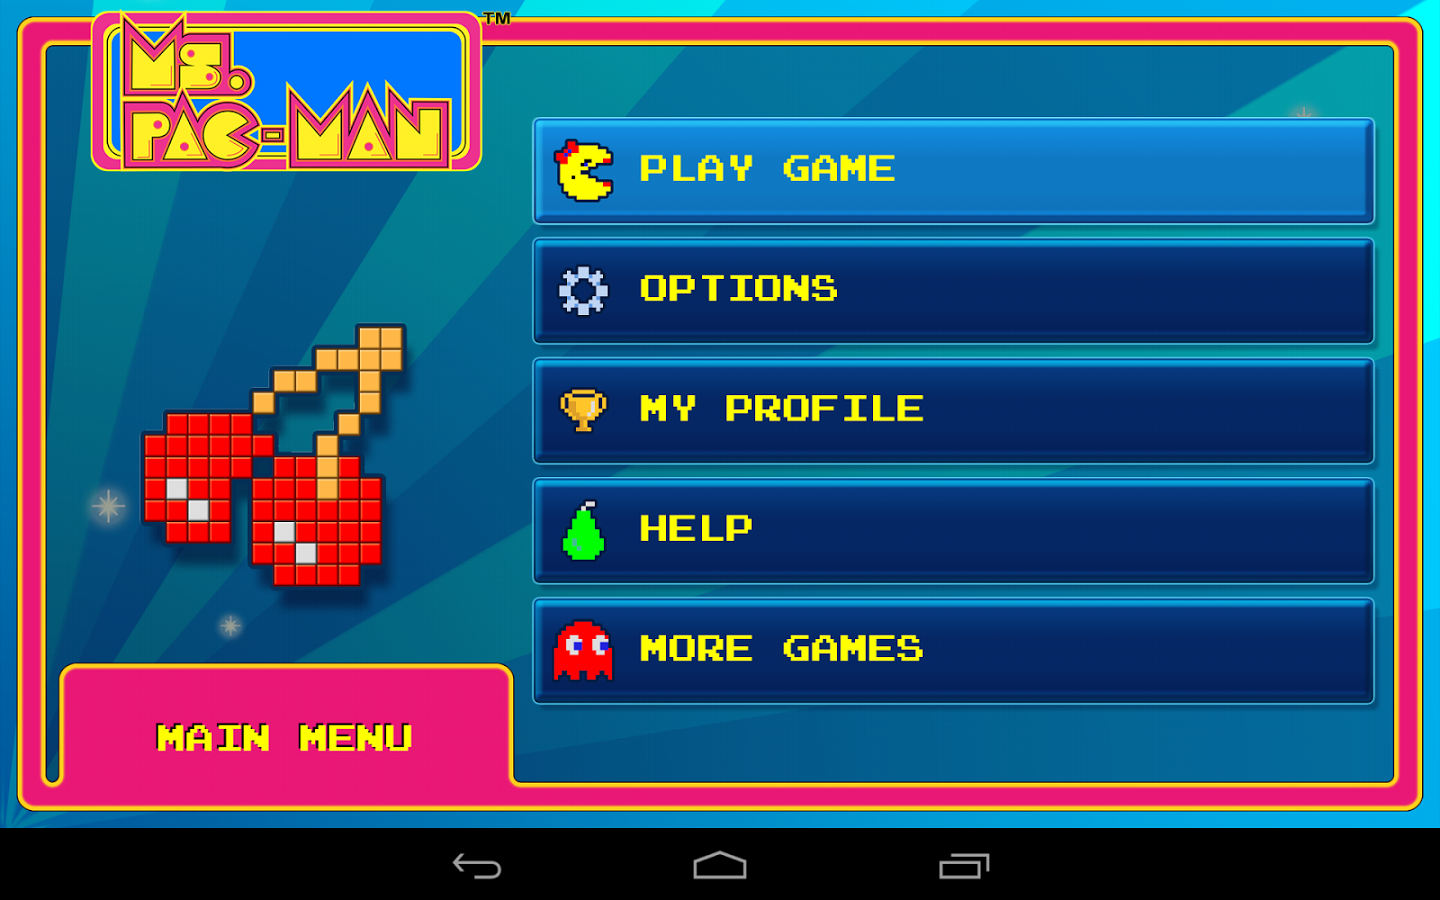 Ms.
PAC-MAN
TM
PLAY GAME
OPTIONS
MY PROFILE
HELP
MORE GAMES
MAIN MENU